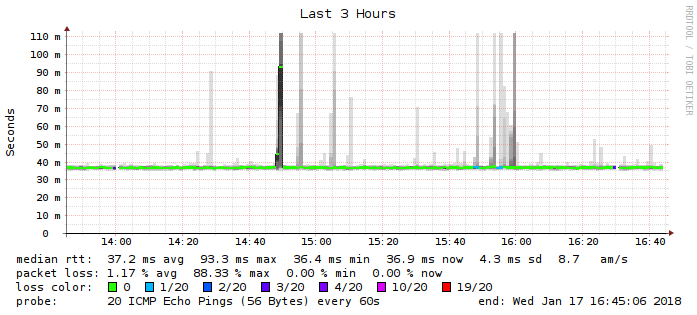 Last 3 Hours
RRDTOOL / TOBI OETIKER
Seconds
110 m
100 m
90 m
80 m
70 m
60 m
50 m
40 m
30 m
20 m
10 m
0
14:00 14:20 14:40 15:00 15:20 15:40 16:00 16:20 16:40
median rtt: 37.2 ms avg 93.3 ms max 36.4 ms min 36.9 ms now 4.3 ms sd 8.7 am/s
packet loss: 1.17 % avg 88.33 % max 0.00 % min 0.00 % now
loss color: 0 1/20 2/20 3/20 4/20 10/20 19/20
probe: 20 ICMP Echo Pings (56 Bytes) every 60s end: Wed Jan 17 16:45:06 2018